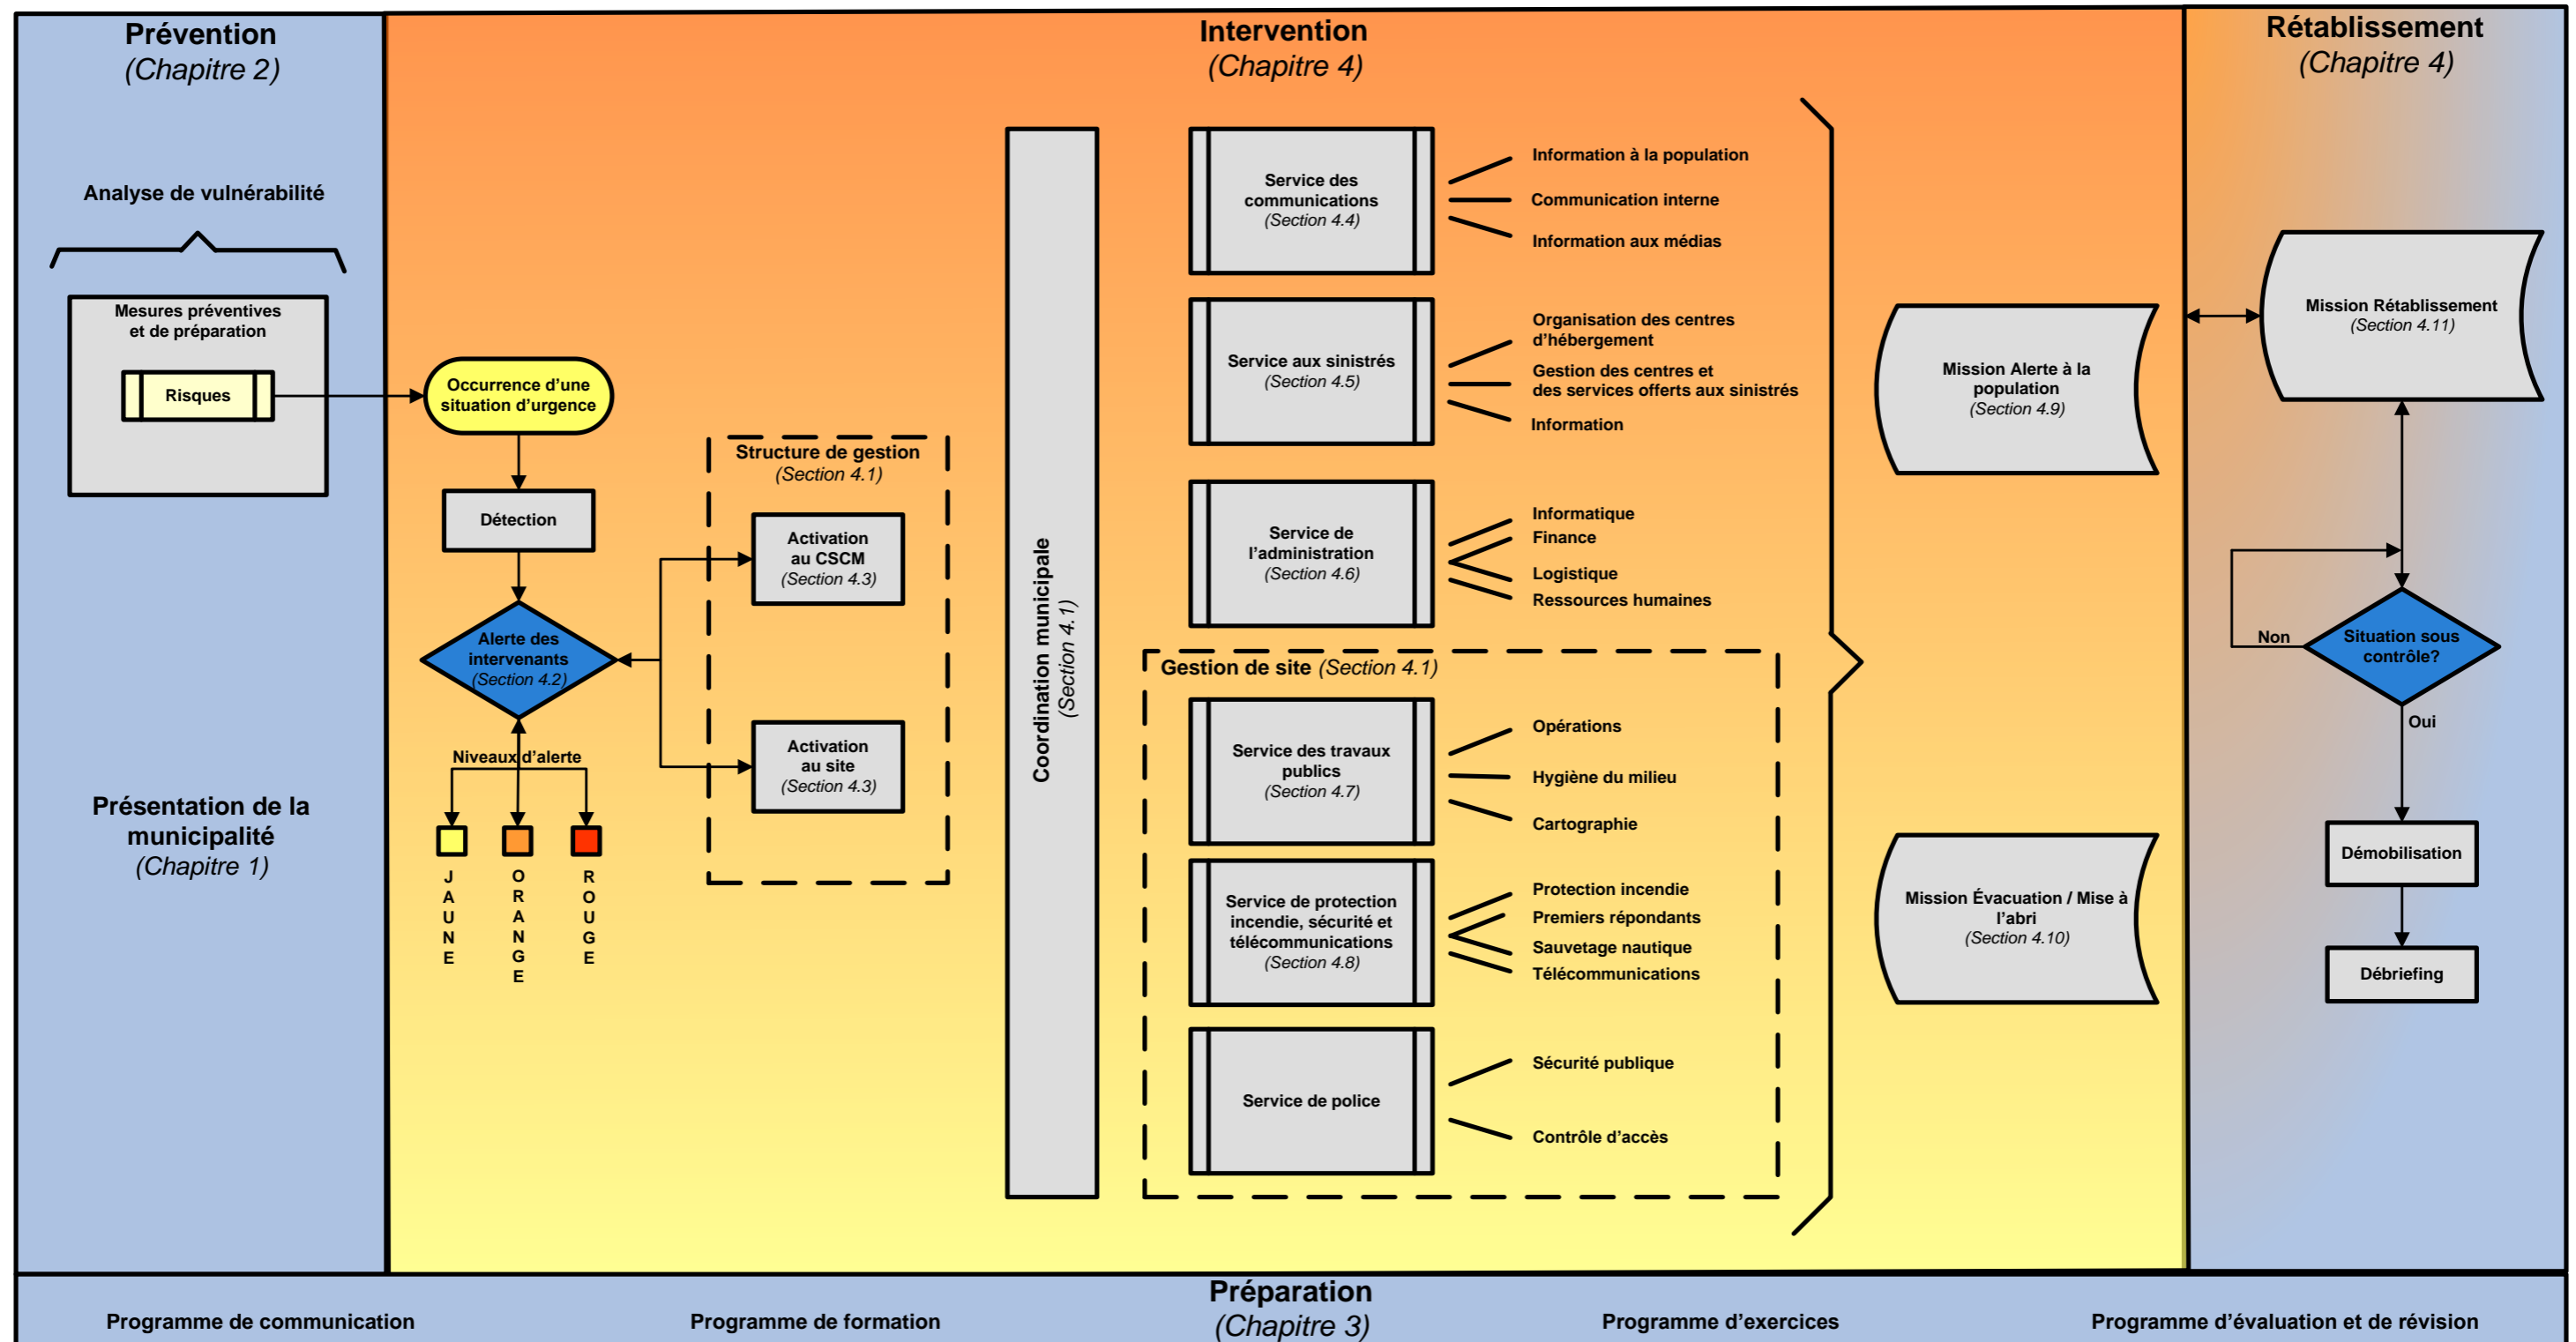 Prévention
(Chapitre 2)
Analyse de vulnérabilité
Mesures préventives
et de préparation
Risques
Présentation de la
municipalité
(Chapitre 1)
Intervention
(Chapitre 4)
Occurrence d'une
situation d'urgence
Détection
Alerte des
intervenants
(Section 4.2)
Niveaux d'alerte
JAUNE
ORANGE
ROUGE
Structure de gestion
(Section 4.1)
Activation
au CSCM
(Section 4.3)
Activation
au site
(Section 4.3)
Coordination municipale
(Section 4.1)
Service des
communications
(Section 4.4)
Information à la population
Communication interne
Information aux médias
Service aux sinistrés
(Section 4.5)
Organisation des centres
d'hébergement
Gestion des centres et
des services offerts aux sinistrés
Information
Service de
l'administration
(Section 4.6)
Informatique
Finance
Logistique
Ressources humaines
Gestion de site (Section 4.1)
Service des travaux
publics
(Section 4.7)
Opérations
Hygiène du milieu
Cartographie
Service de protection
incendie, sécurité et
télécommunications
(Section 4.8)
Protection incendie
Premiers répondants
Sauvetage nautique
Télécommunications
Service de police
Sécurité publique
Contrôle d'accès
Mission Alerte à la
population
(Section 4.9)
Mission Évacuation / Mise à
l'abri
(Section 4.10)
Rétablissement
(Chapitre 4)
Mission Rétablissement
(Section 4.11)
Situation sous
contrôle?
Non
Oui
Démobilisation
Débriefing
Préparation
(Chapitre 3)
Programme de communication
Programme de formation
Programme d'exercices
Programme d'évaluation et de révision